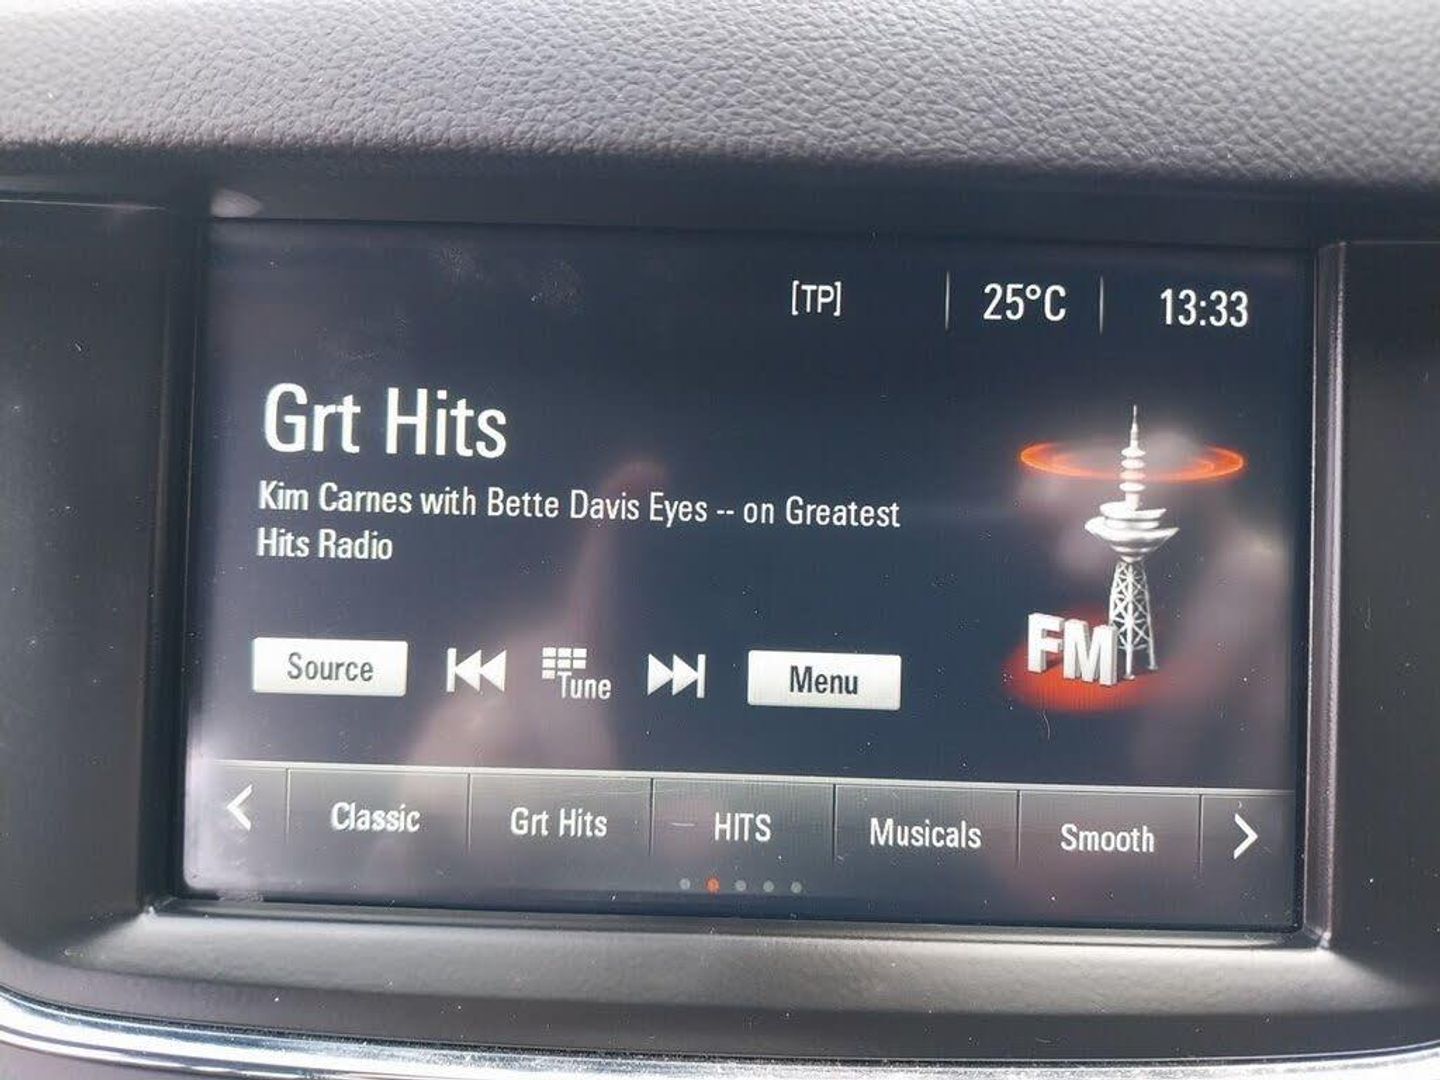 [TP] 25°C 13:33
Grt Hits
Kim Carnes with Bette Davis Eyes -- on Greatest
Hits Radio
FM
Source Tune Menu
Classic Grt Hits HITS Musicals Smooth